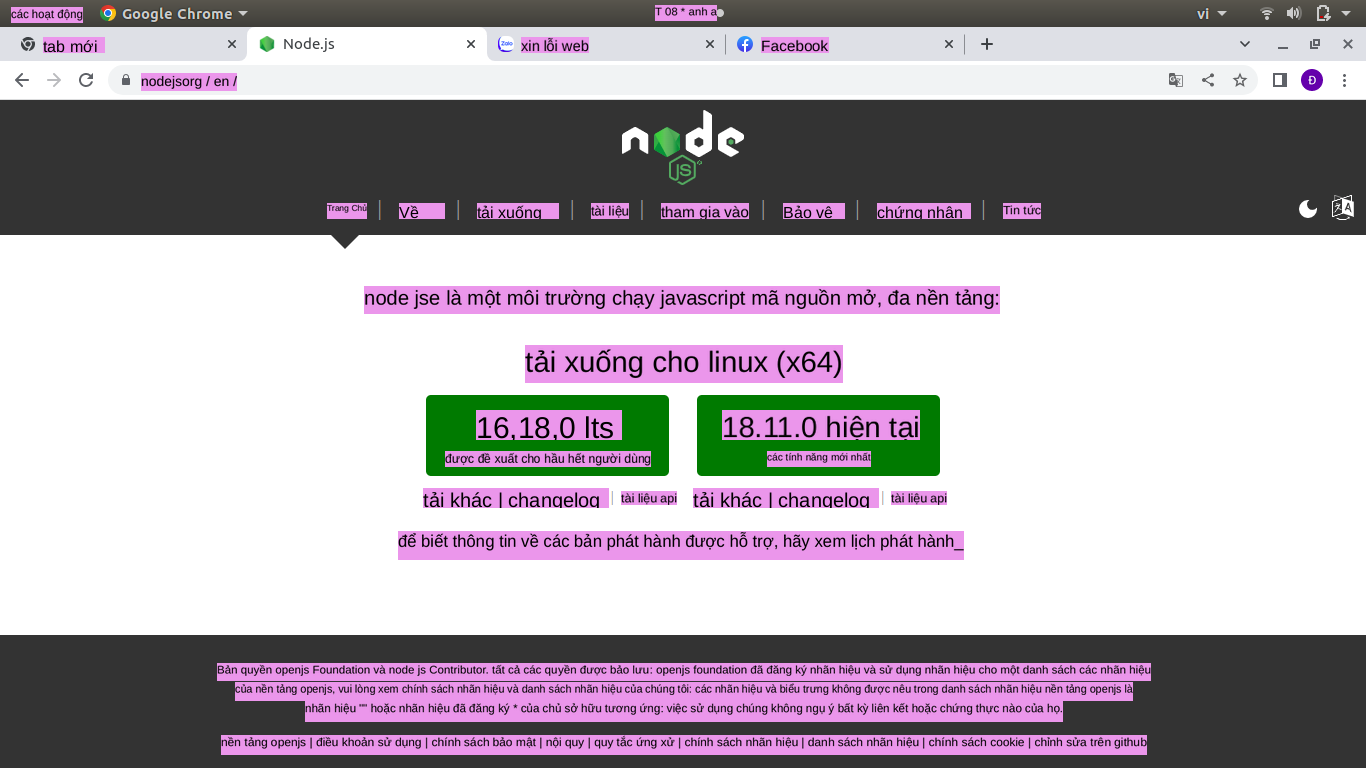 các hoạt động
Google Chrome
T 08 * anh a
vi
tab mới
Node.js
Zalo
xin lỗi web
Facebook
nodejsorg / en /
Đ
node
JS
Trang Chủ | Về | tải xuống | tài liệu | tham gia vào | Bảo vệ | chứng nhận | Tin tức
node jse là một môi trường chạy javascript mã nguồn mở, đa nền tảng:
tải xuống cho linux (x64)
16,18,0 lts
được đề xuất cho hầu hết người dùng
18.11.0 hiện tại
các tính năng mới nhất
tải khác | changelog | tài liệu api
tải khác | changelog | tài liệu api
để biết thông tin về các bản phát hành được hỗ trợ, hãy xem lịch phát hành_
Bản quyền openjs Foundation và node js Contributor. tất cả các quyền được bảo lưu: openjs foundation đã đăng ký nhãn hiệu và sử dụng nhãn hiệu cho một danh sách các nhãn hiệu
của nền tảng openjs, vui lòng xem chính sách nhãn hiệu và danh sách nhãn hiệu của chúng tôi: các nhãn hiệu và biểu trưng không được nêu trong danh sách nhãn hiệu nền tảng openjs là
nhãn hiệu "" hoặc nhãn hiệu đã đăng ký * của chủ sở hữu tương ứng: việc sử dụng chúng không ngụ ý bất kỳ liên kết hoặc chứng thực nào của họ.
nền tảng openjs | điều khoản sử dụng | chính sách bảo mật | nội quy | quy tắc ứng xử | chính sách nhãn hiệu | danh sách nhãn hiệu | chính sách cookie | chỉnh sửa trên github